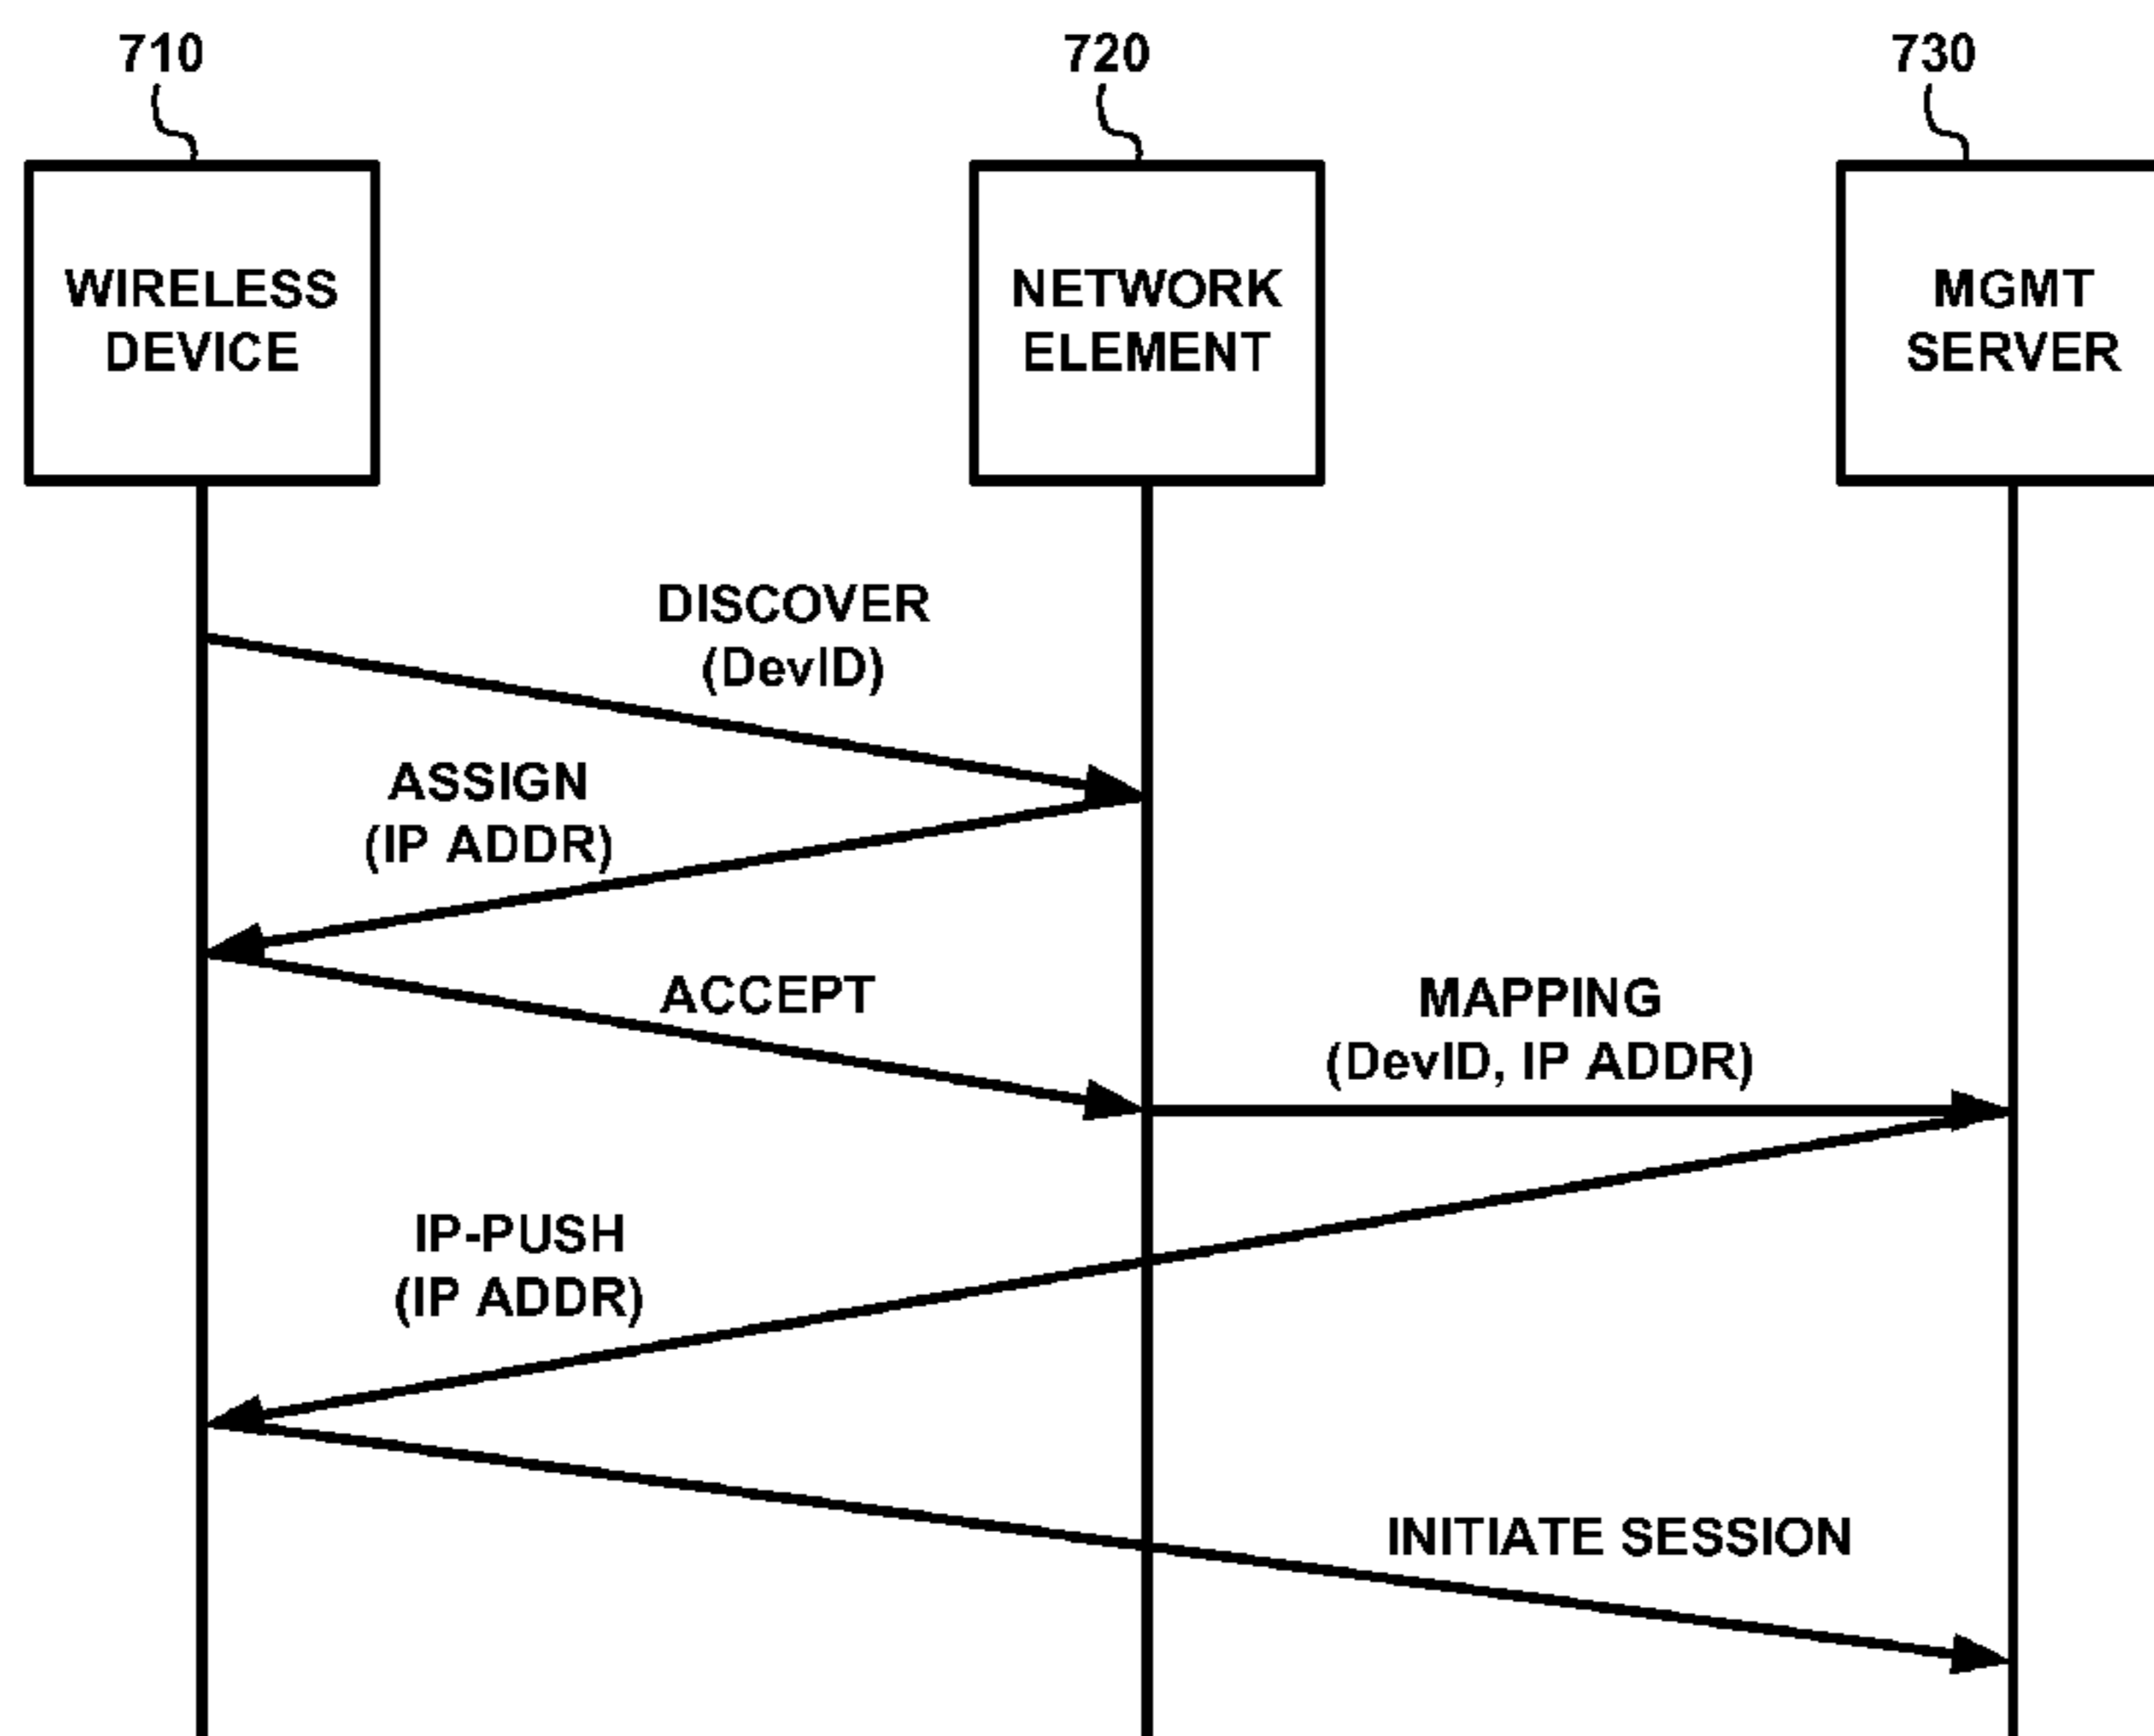 710
720
730
WIRELESS
DEVICE
NETWORK
ELEMENT
MGMT
SERVER
DISCOVER
(DevID)
ASSIGN
(IP ADDR)
ACCEPT
MAPPING
(DevID, IP ADDR)
IP-PUSH
(IP ADDR)
INITIATE SESSION